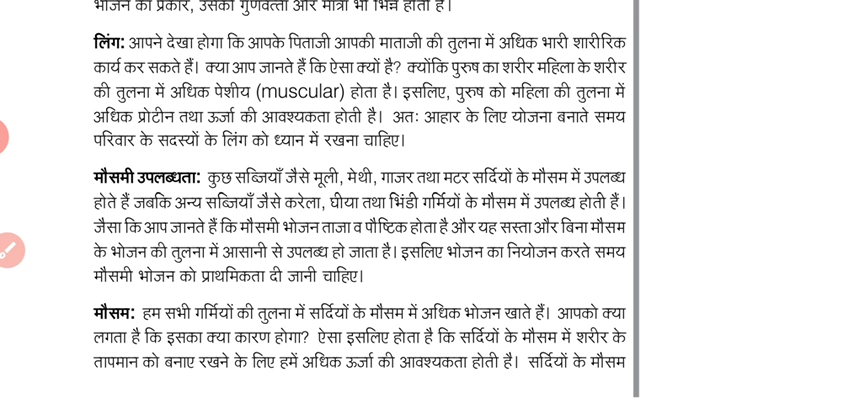 भोजन का प्रकार, उसकी गुणवत्ता और मात्रा भी भिन्न होती है।
लिंग: आपने देखा होगा कि आपके पिताजी आपकी माताजी की तुलना में अधिक भारी शारीरिक
कार्य कर सकते हैं। क्या आप जानते हैं कि ऐसा क्यों है? क्योंकि पुरुष का शरीर महिला के शरीर
की तुलना में अधिक पेशीय (muscular) होता है। इसलिए, पुरुष को महिला की तुलना में
अधिक प्रोटीन तथा ऊर्जा की आवश्यकता होती है। अतः आहार के लिए योजना बनाते समय
परिवार के सदस्यों के लिंग को ध्यान में रखना चाहिए।
मौसमी उपलब्धता: कुछ सब्जियाँ जैसे मूली, मेथी, गाजर तथा मटर सर्दियों के मौसम में उपलब्ध
होते हैं जबकि अन्य सब्जियाँ जैसे करेला, घीया तथा भिंडी गर्मियों के मौसम में उपलब्ध होती हैं।
जैसा कि आप जानते हैं कि मौसमी भोजन ताजा व पौष्टिक होता है और यह सस्ता और बिना मौसम
के भोजन की तुलना में आसानी से उपलब्ध हो जाता है। इसलिए भोजन का नियोजन करते समय
मौसमी भोजन को प्राथमिकता दी जानी चाहिए।
मौसम: हम सभी गर्मियों की तुलना में सर्दियों के मौसम में अधिक भोजन खाते हैं। आपको क्या
लगता है कि इसका क्या कारण होगा? ऐसा इसलिए होता है कि सर्दियों के मौसम में शरीर के
तापमान को बनाए रखने के लिए हमें अधिक ऊर्जा की आवश्यकता होती है। सर्दियों के मौसम